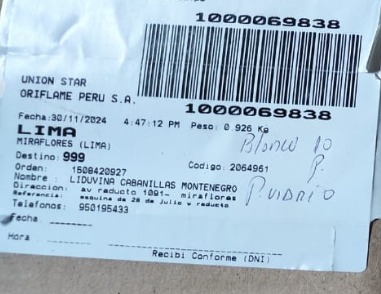 1000069838
UNION STAR
ORIFLAME PERU S.A.
1000069838
Fecha:30/11/2024 4:47:12 PM Peso: 0.926 Kg
LIMA
MIRAFLORES (LIMA)
Blanco 10
P.
Destino: 999
Codigo: 2064961
Orden: 1508420927
Nombre : LIDUVINA CABANILLAS MONTENEGRO
P.VIDRIO
Direccion: av reducto 1091- miraflores
Referencia: esquina de 28 de julio y reducto
Telefonos: 950195433
Fecha
Hora
Recibi Conforme (DNI)